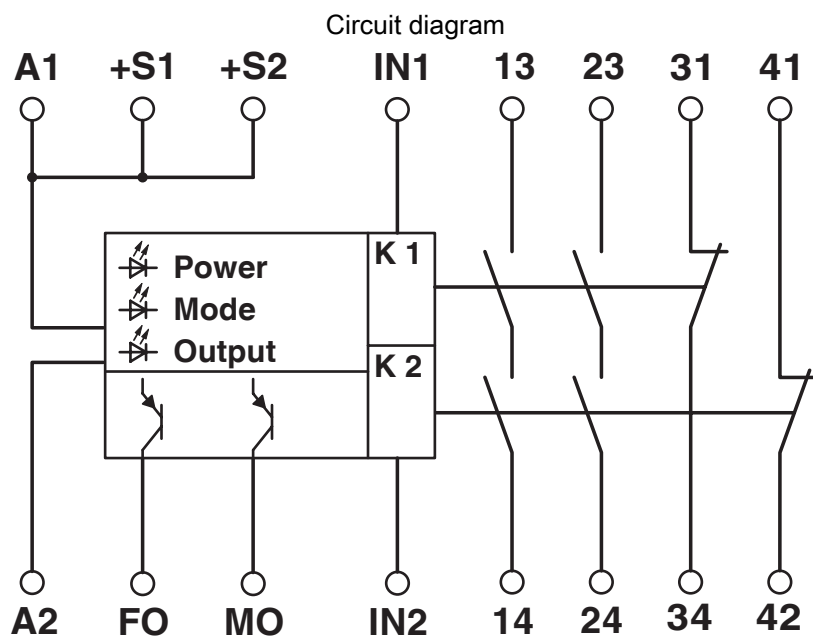 Circuit diagram
A1 +S1 +S2 IN1 13 23 31 41
K 1
Power
Mode
Output
K 2
A2 FO MO IN2 14 24 34 42